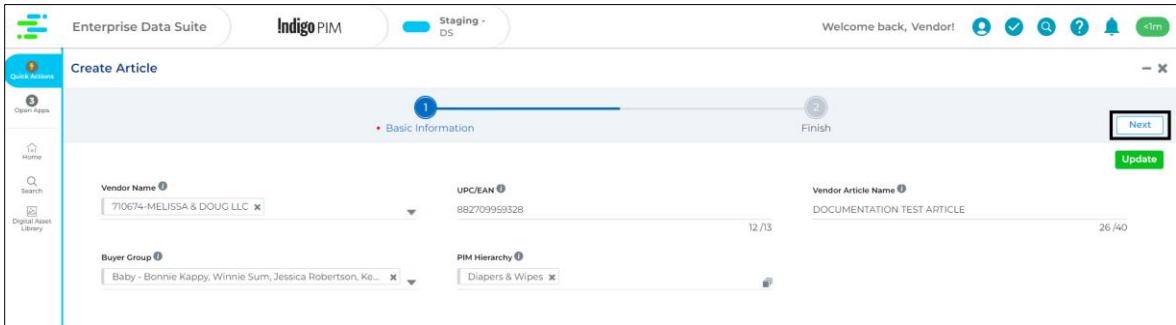 Enterprise Data Suite
Indigo PIM
Staging -
DS
Welcome back, Vendor!
<1m
Quick Actions
Create Article
3
Open Apps
1
2
Basic Information
Finish
Next
Home
Update
Search
Vendor Name
UPC/EAN
Vendor Article Name
710674-MELISSA & DOUG LLC
882709959328
DOCUMENTATION TEST ARTICLE
Digital Asset
Library
12 /13
26 /40
Buyer Group
PIM Hierarchy
Baby - Bonnie Kappy, Winnie Sum, Jessica Robertson, Ke...
Diapers & Wipes